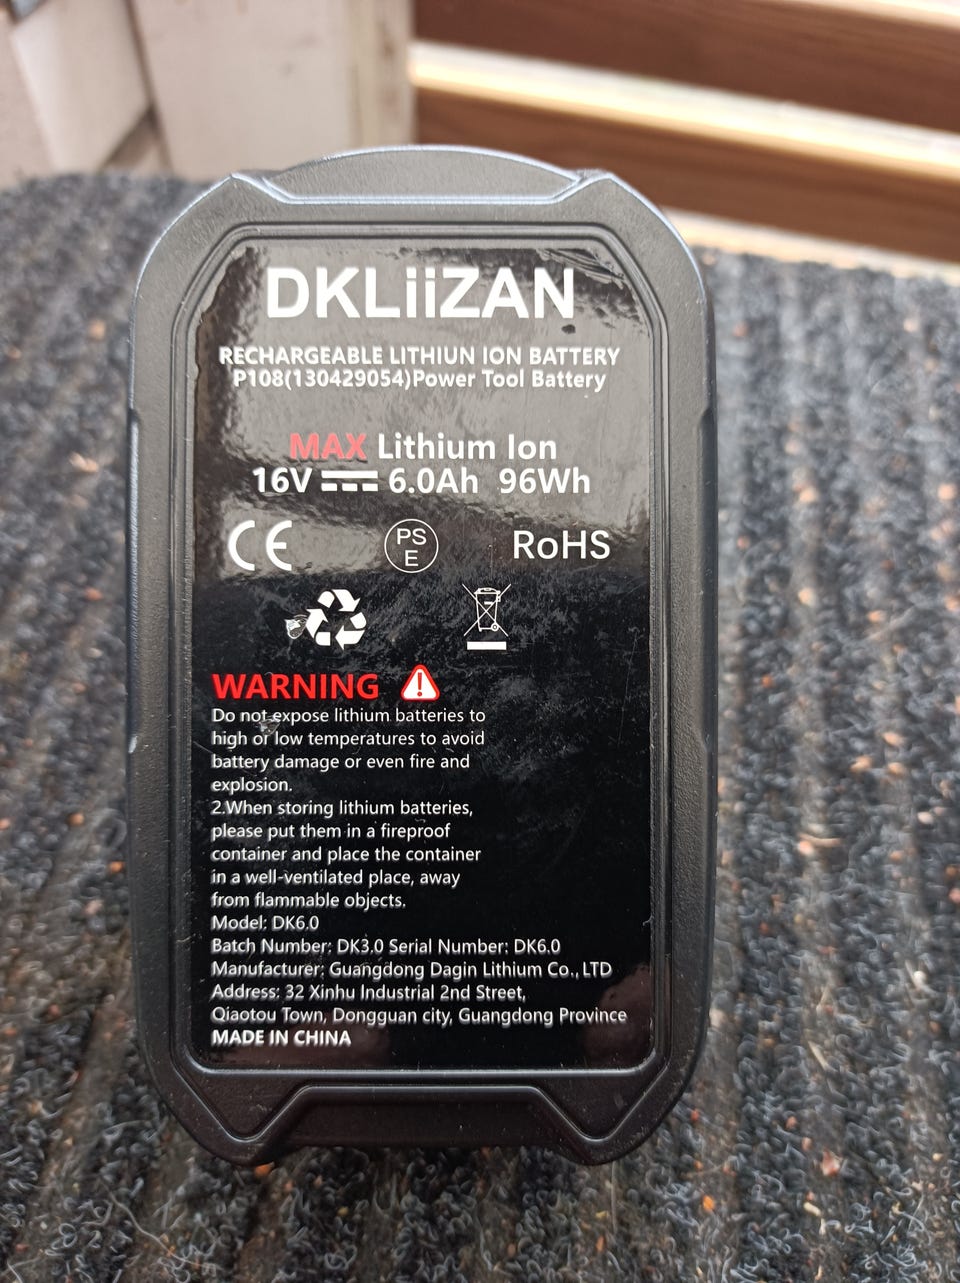 DKLiiZAN
RECHARGEABLE LITHIUN ION BATTERY
P108(130429054)Power Tool Battery
MAX Lithium Ion
16V 6.0Ah 96Wh
CE PSE RoHS
WARNING
Do not expose lithium batteries to
high or low temperatures to avoid
battery damage or even fire and
explosion.
2.When storing lithium batteries,
please put them in a fireproof
container and place the container
in a well-ventilated place, away
from flammable objects.
Model: DK6.0
Batch Number: DK3.0 Serial Number: DK6.0
Manufacturer: Guangdong Dagin Lithium Co., LTD
Address: 32 Xinhu Industrial 2nd Street,
Qiaotou Town, Dongguan city, Guangdong Province
MADE IN CHINA